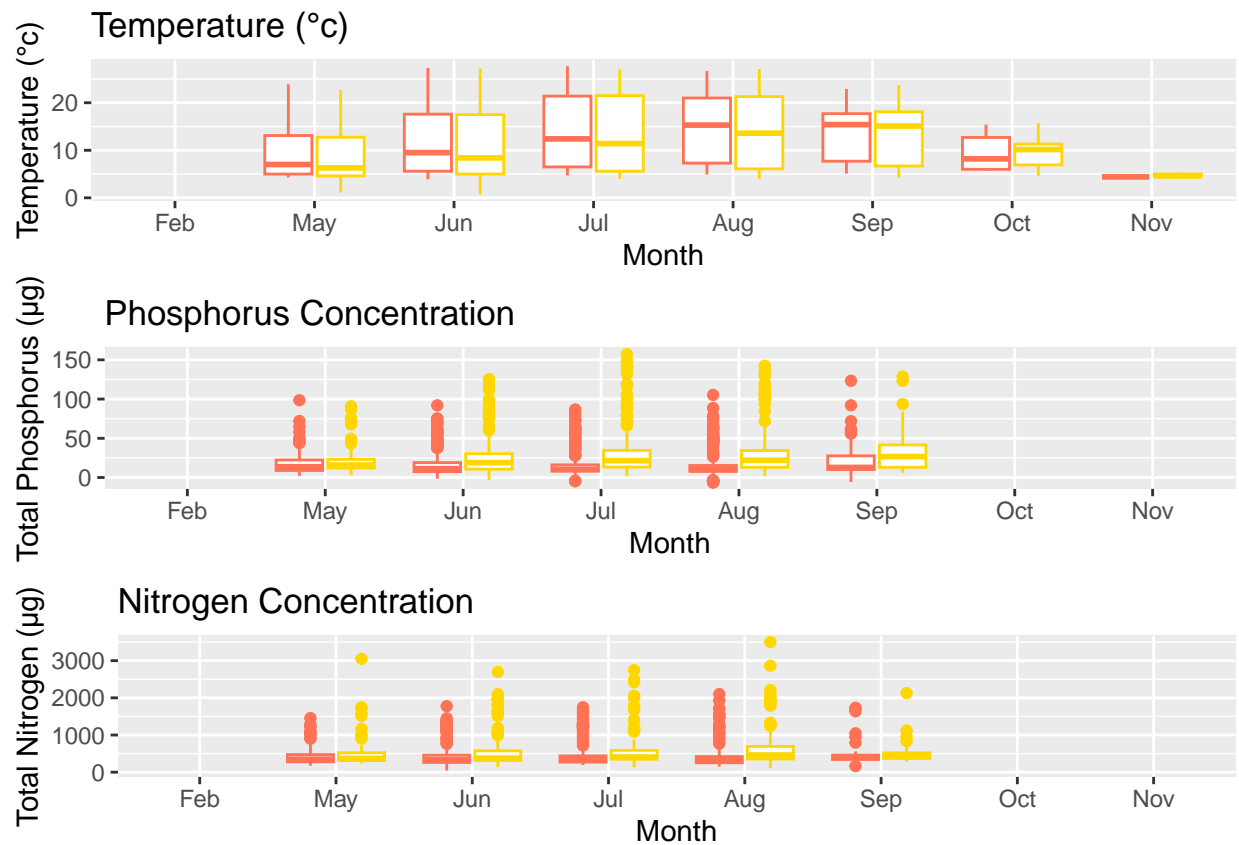 Temperature (°c)
Temperature (°c)
20
10
0
Feb May Jun Jul Aug Sep Oct Nov
Month
Phosphorus Concentration
Total Phosphorus (µg)
150
100
50
0
Feb May Jun Jul Aug Sep Oct Nov
Month
Nitrogen Concentration
Total Nitrogen (µg)
3000
2000
1000
0
Feb May Jun Jul Aug Sep Oct Nov
Month